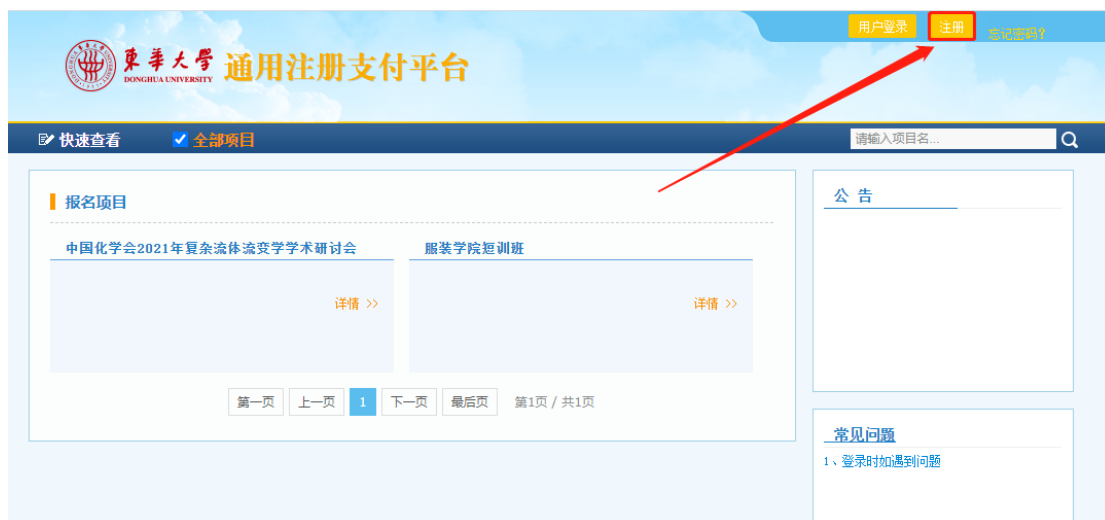 用户登录 注册 忘记密码?
東華大學 DONGHUA UNIVERSITY 通用注册支付平台
快速查看 全部项目 请输入项目名...
报名项目
中国化学会2021年复杂流体流变学学术研讨会 服装学院短训班
详情 >> 详情 >>
第一页 上一页 1 下一页 最后页 第1页 / 共1页
公 告
常见问题
1、登录时如遇到问题